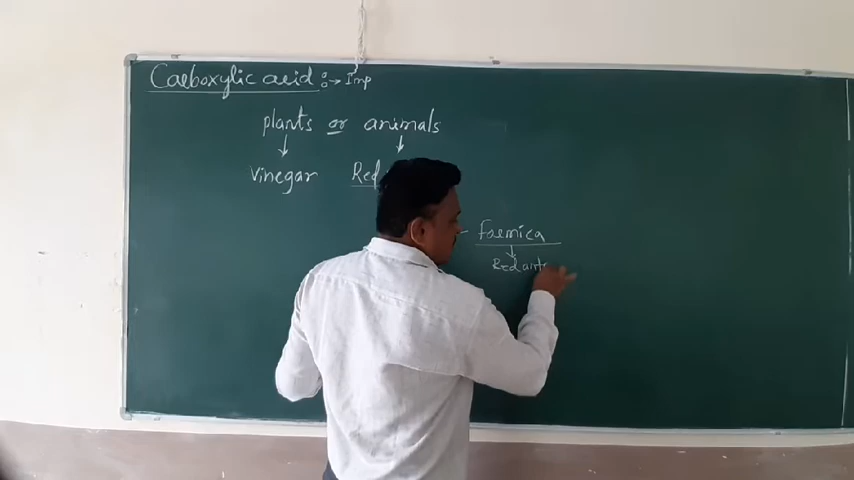 Carboxylic acid :→ Imp
plants or animals
↓ ↓
Vinegar Red
Formica
↓
Red ants